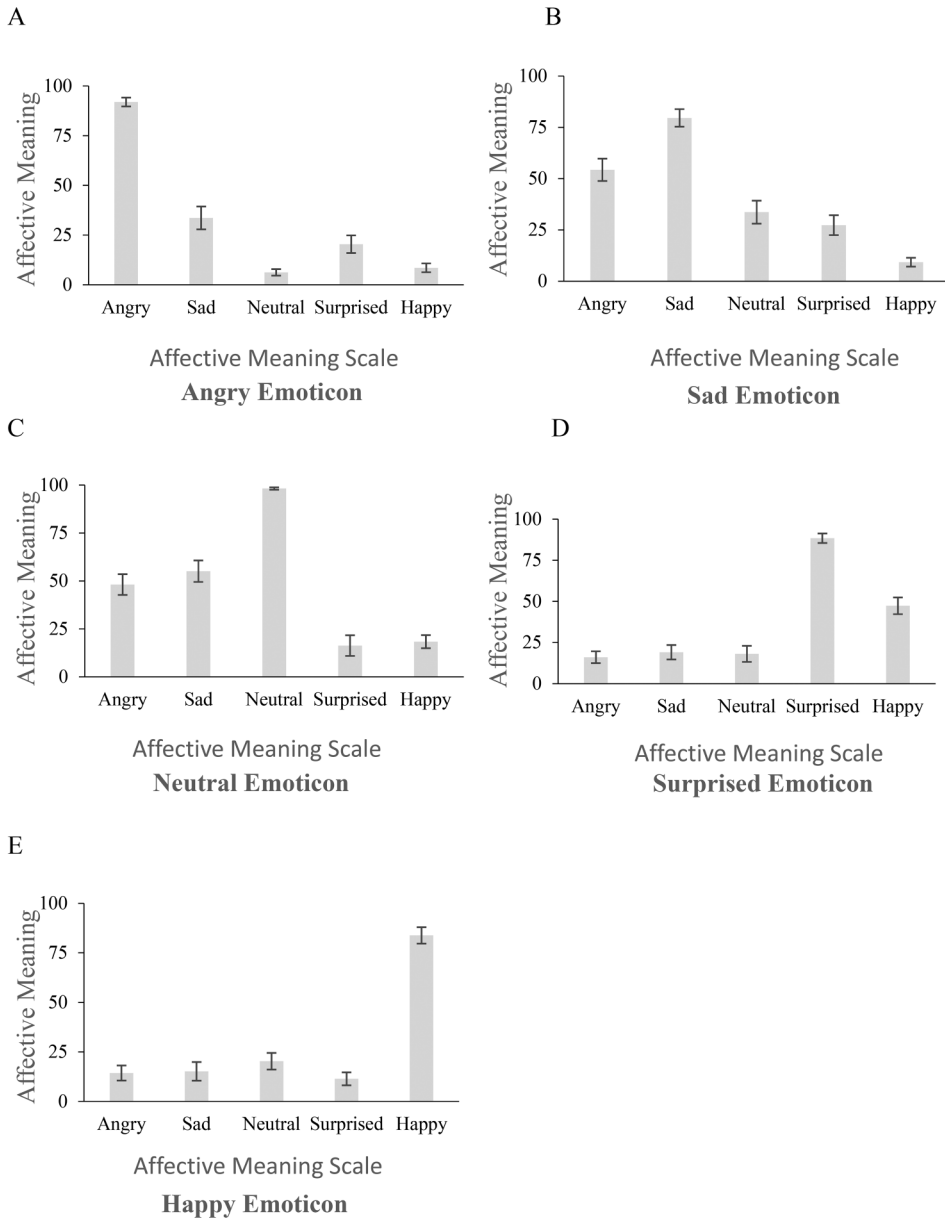 A
100
75
50
25
0
Affective Meaning
Angry Sad Neutral Surprised Happy
Affective Meaning Scale
Angry Emoticon
B
100
75
50
25
0
Affective Meaning
Angry Sad Neutral Surprised Happy
Affective Meaning Scale
Sad Emoticon
C
100
75
50
25
0
Affective Meaning
Angry Sad Neutral Surprised Happy
Affective Meaning Scale
Neutral Emoticon
D
100
75
50
25
0
Affective Meaning
Angry Sad Neutral Surprised Happy
Affective Meaning Scale
Surprised Emoticon
E
100
75
50
25
0
Affective Meaning
Angry Sad Neutral Surprised Happy
Affective Meaning Scale
Happy Emoticon